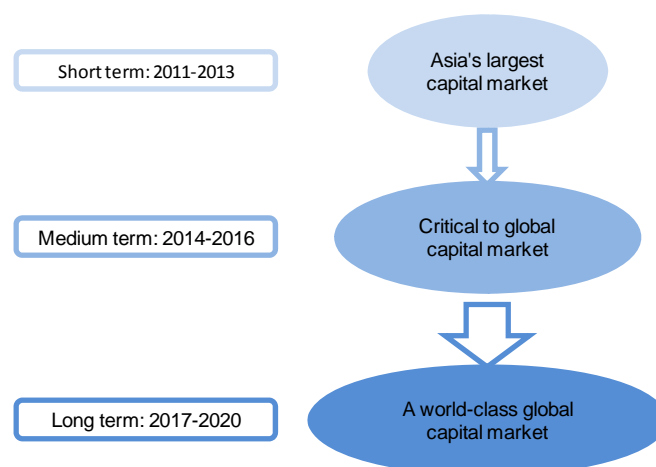 Short term: 2011-2013
Asia's largest
capital market
Medium term: 2014-2016
Critical to global
capital market
Long term: 2017-2020
A world-class global
capital market